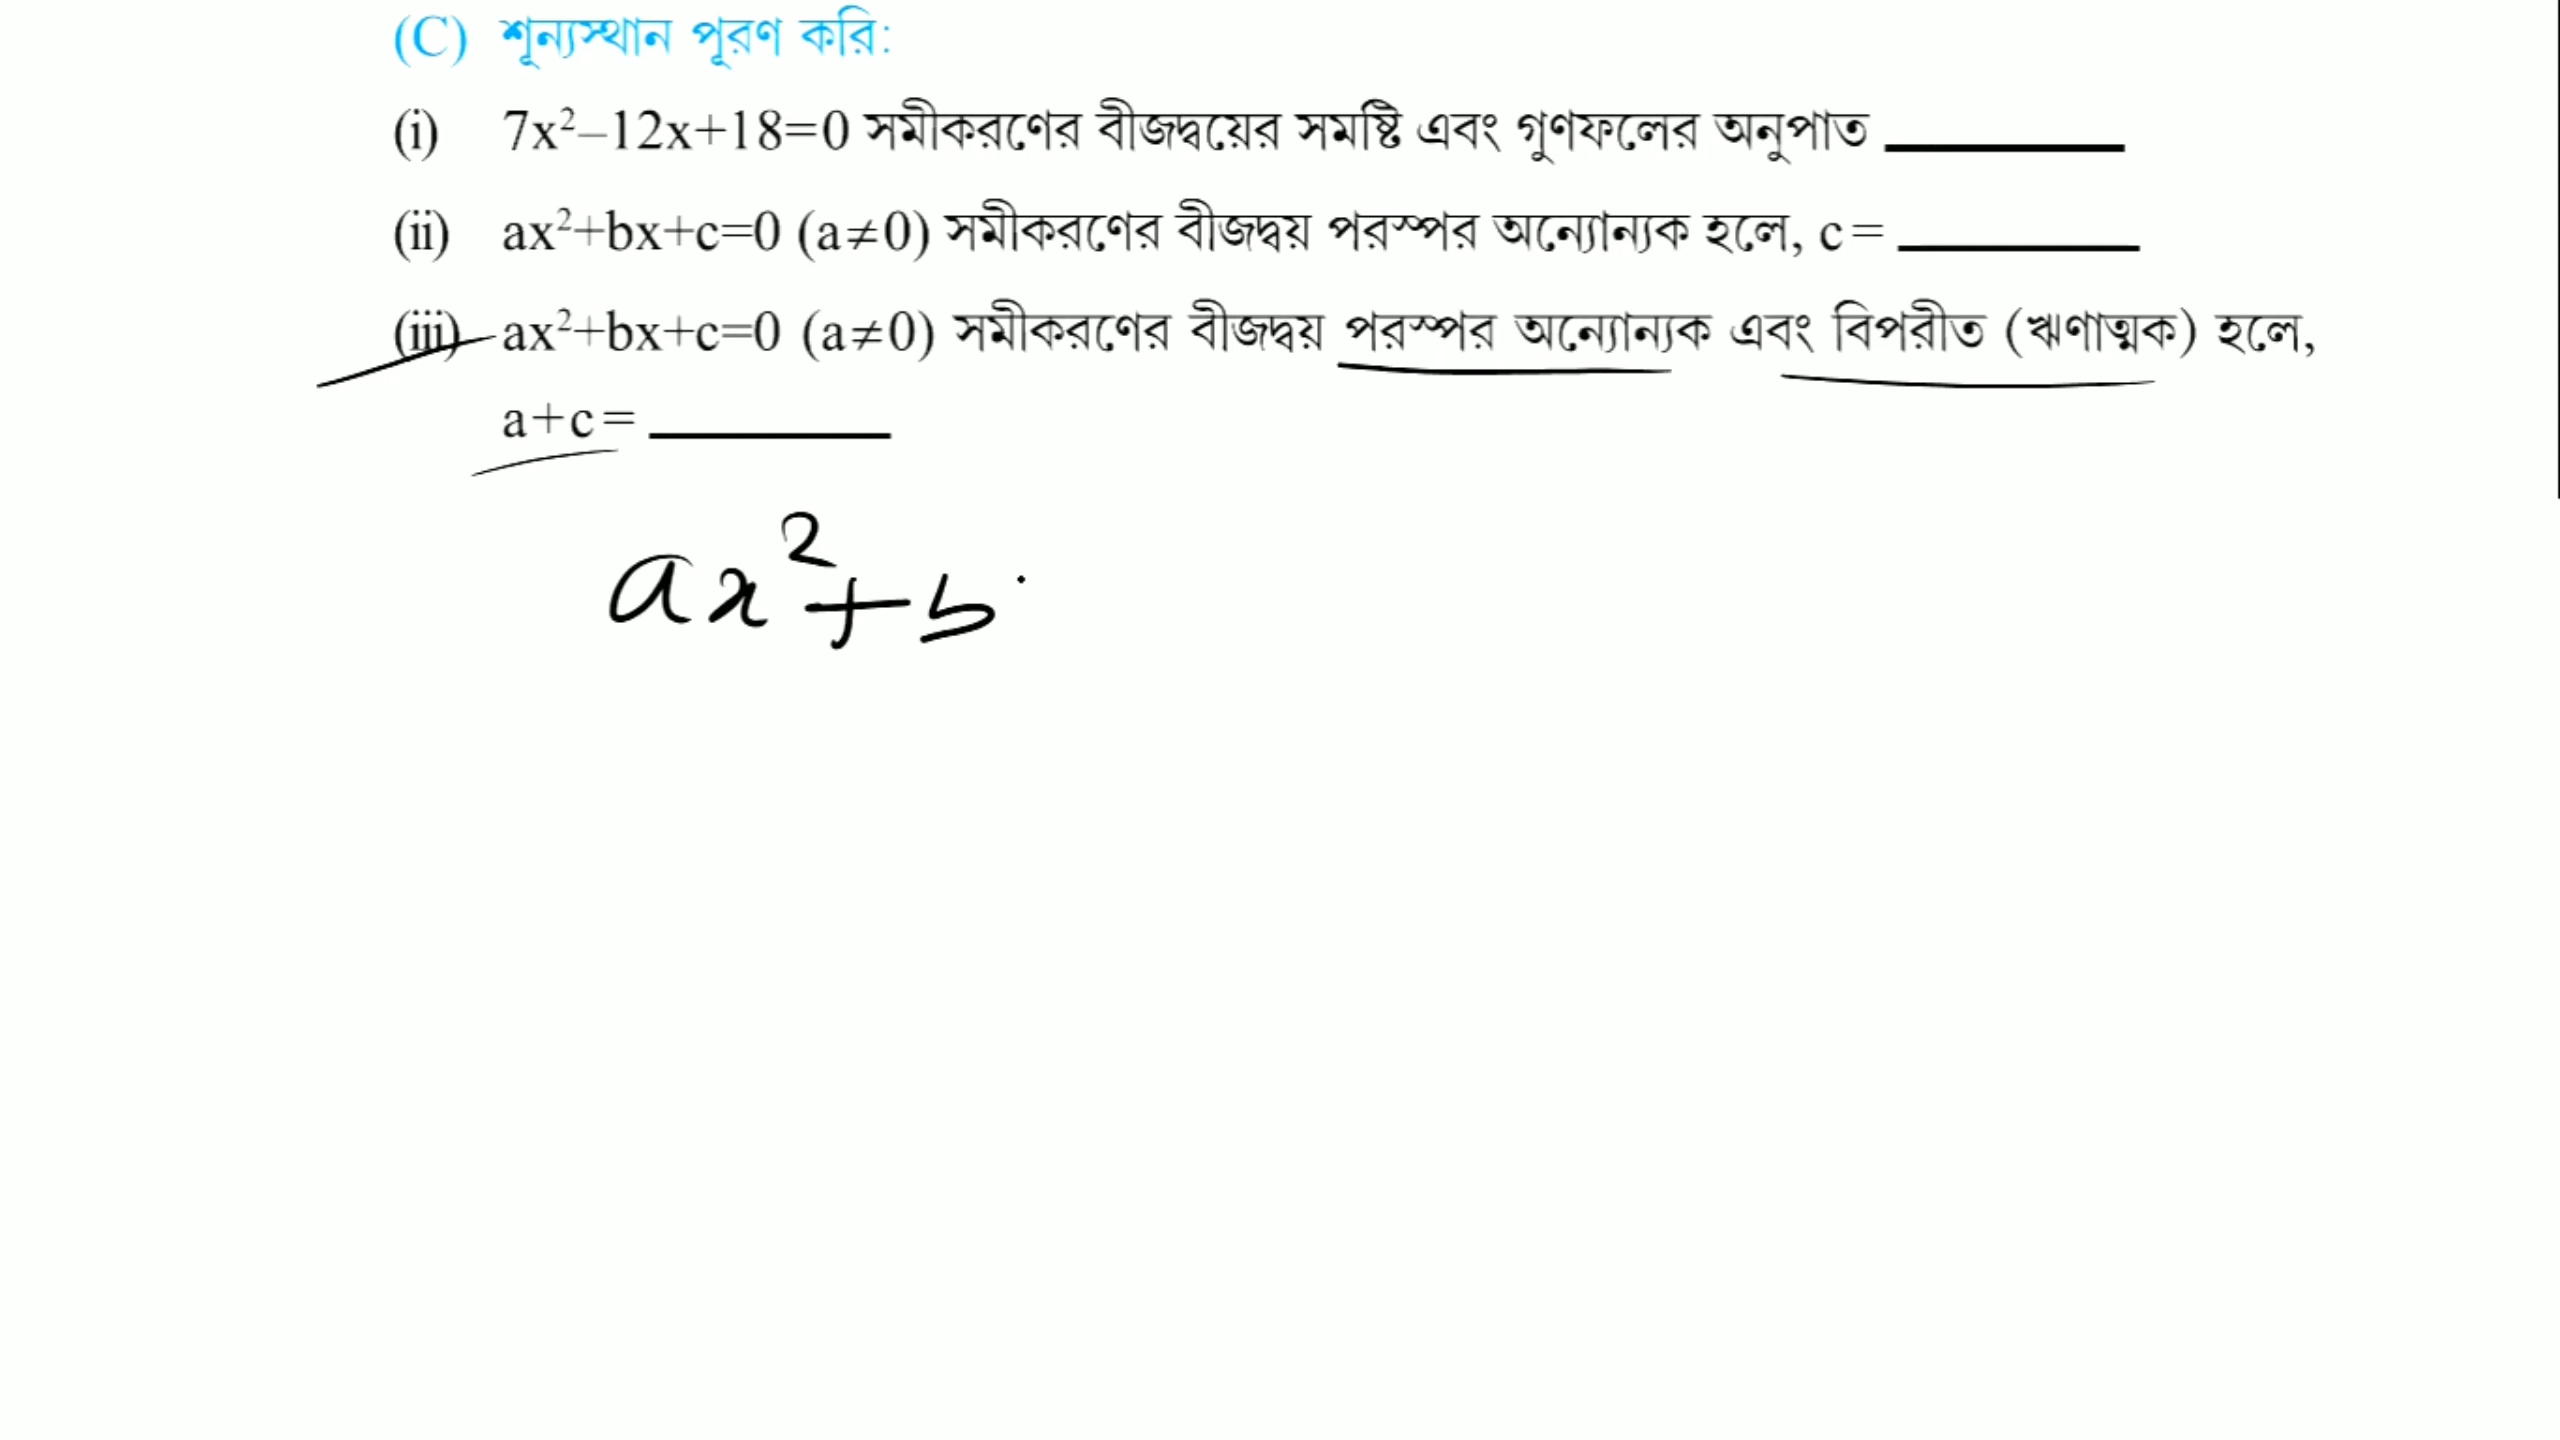 (C) শূন্যস্থান পূরণ করি:
(i) 7x²–12x+18=0 সমীকরণের বীজদ্বয়ের সমষ্টি এবং গুণফলের অনুপাত ________
(ii) ax²+bx+c=0 (a≠0) সমীকরণের বীজদ্বয় পরস্পর অন্যোন্যক হলে, c= ________
(iii) ax²+bx+c=0 (a≠0) সমীকরণের বীজদ্বয় পরস্পর অন্যোন্যক এবং বিপরীত (ঋণাত্মক) হলে,
a+c= ________
ax²+b